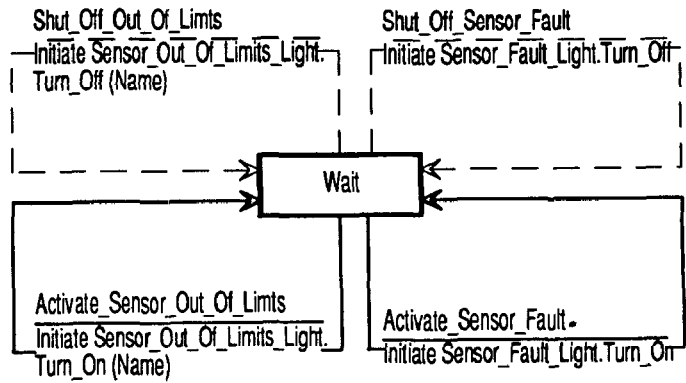 Shut_Off_Out_Of_Limts
Initiate Sensor_Out_Of_Limits_Light.
Turn_Off (Name)
Shut_Off_Sensor_Fault
Initiate Sensor_Fault_Light.Turn_Off
Wait
Activate_Sensor_Out_Of_Limts
Initiate Sensor_Out_Of_Limits_Light.
Turn_On (Name)
Activate_Sensor_Fault
Initiate Sensor_Fault_Light.Turn_On